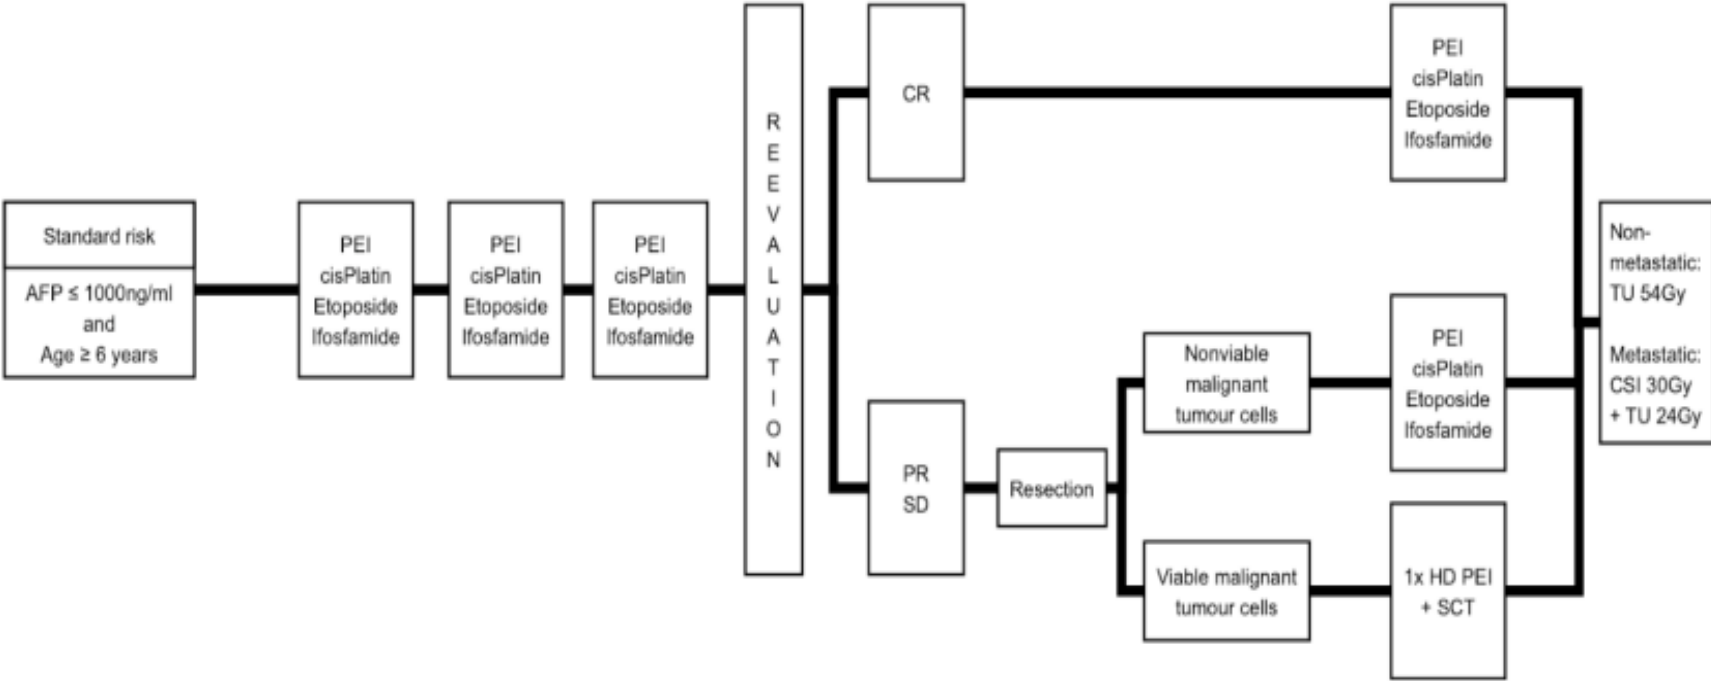 Standard risk
AFP ≤ 1000ng/ml
and
Age ≥ 6 years
PEI
cisPlatin
Etoposide
Ifosfamide
PEI
cisPlatin
Etoposide
Ifosfamide
PEI
cisPlatin
Etoposide
Ifosfamide
R
E
E
V
A
L
U
A
T
I
O
N
CR
PEI
cisPlatin
Etoposide
Ifosfamide
PR
SD
Resection
Nonviable
malignant
tumour cells
PEI
cisPlatin
Etoposide
Ifosfamide
Viable malignant
tumour cells
1x HD PEI
+ SCT
Non-
metastatic:
TU 54Gy
Metastatic:
CSI 30Gy
+ TU 24Gy